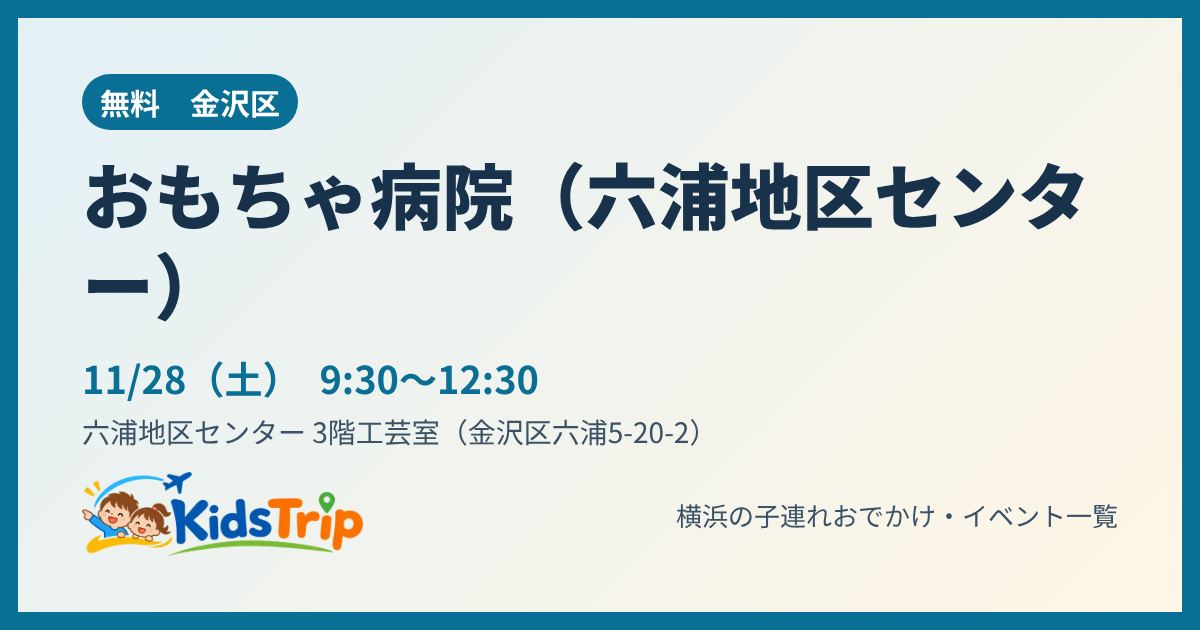 無料　金沢区
おもちゃ病院（六浦地区センタ
ー）
11/28（土）　9:30〜12:30
六浦地区センター 3階工芸室（金沢区六浦5-20-2）
KidsTrip
横浜の子連れおでかけ・イベント一覧